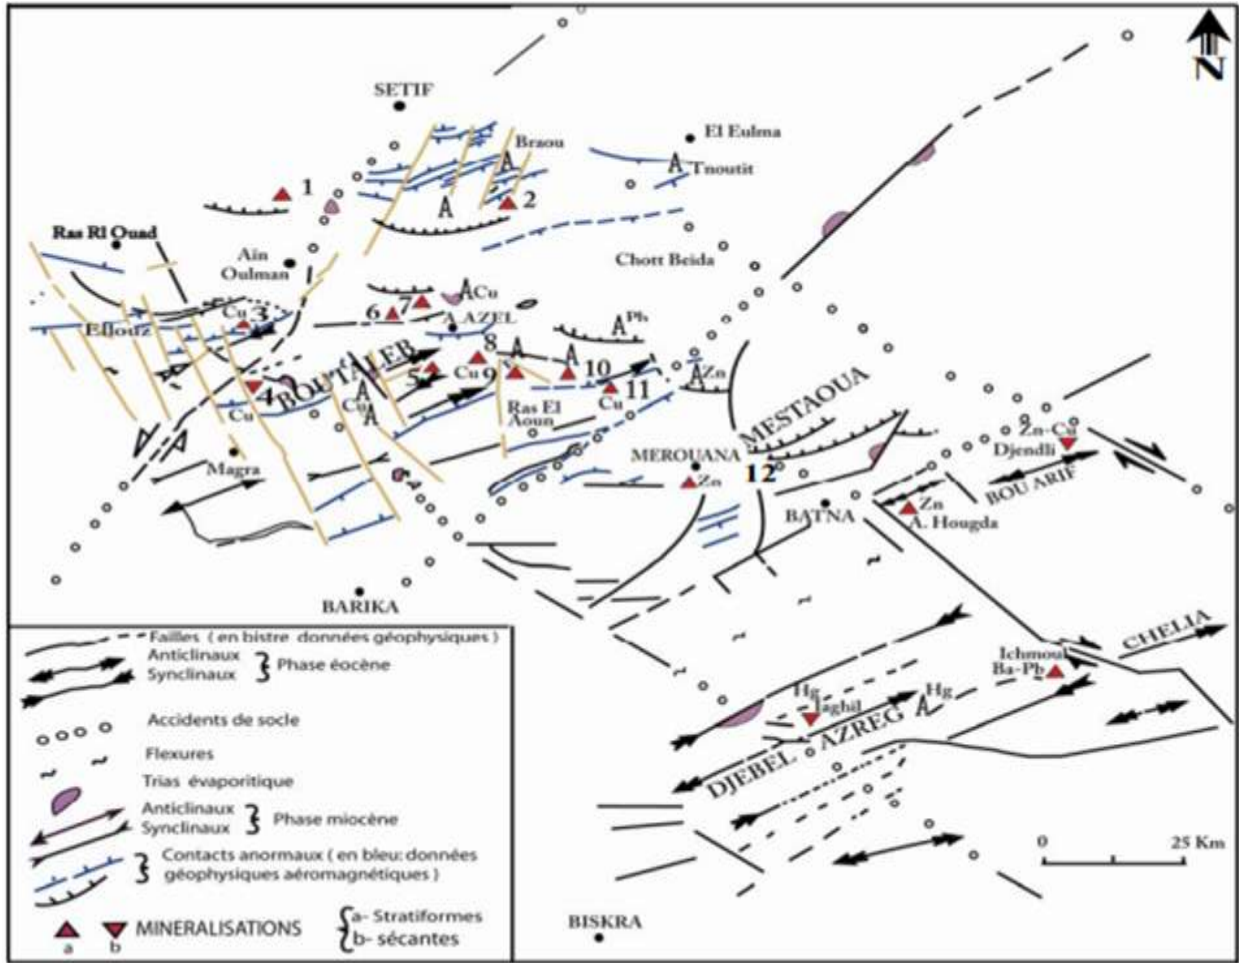 N
SETIF
El Eulma
Braou
A
A
Tnoutit
1
2
A
Ras Rl Ouad
Ain
Oulman
Chott Beida
7
A
Cu
6
A.AZEL
A
Pb
Cu
3
Effouz
8
A
A
BOUTALEB
5
Cu
9
10
11
Cu
A
Zn
4
Cu
Cu
A
A
Ras El
Aoun
MESTAOUA
Zn-Cu
Djendli
MEROUANA
12
Magra
Zn
BOU ARIF
BATNA
Zn
A. Hougda
BARIKA
CHELIA
Ichmoul
Ba-Pb
Hg
Hg
Iaghil
A
DJEBEL AZREG
0 25 Km
BISKRA
Failles ( en bistre données géophysiques )
Anticlinaux
Synclinaux
Phase éocène
Accidents de socle
Flexures
Trias évaporitique
Anticlinaux
Synclinaux
Phase miocène
Contacts anormaux ( en bleu: données
géophysiques aéromagnétiques )
MINERALISATIONS
a- Stratiformes
b- sécantes
a b